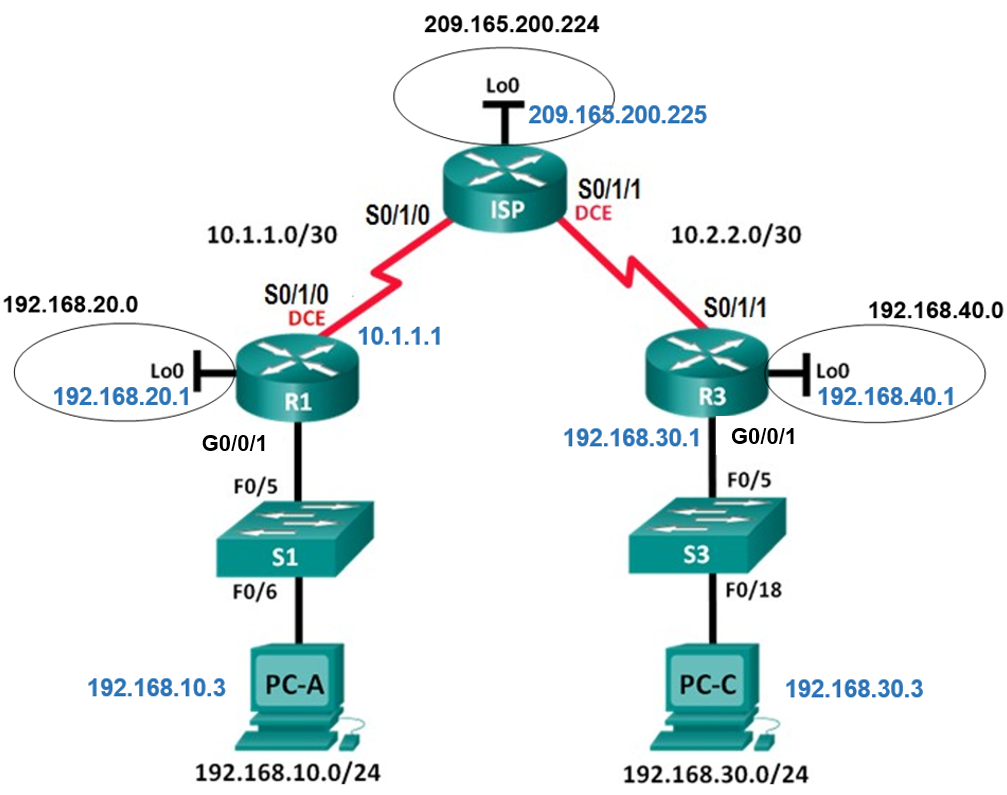 209.165.200.224
Lo0
209.165.200.225
ISP
S0/1/0
S0/1/1
DCE
10.1.1.0/30
10.2.2.0/30
S0/1/0
DCE
10.1.1.1
S0/1/1
192.168.20.0
Lo0
192.168.20.1
R1
192.168.40.0
Lo0
192.168.40.1
R3
G0/0/1
192.168.30.1
G0/0/1
F0/5
S1
F0/6
F0/5
S3
F0/18
192.168.10.3
PC-A
192.168.10.0/24
PC-C
192.168.30.3
192.168.30.0/24